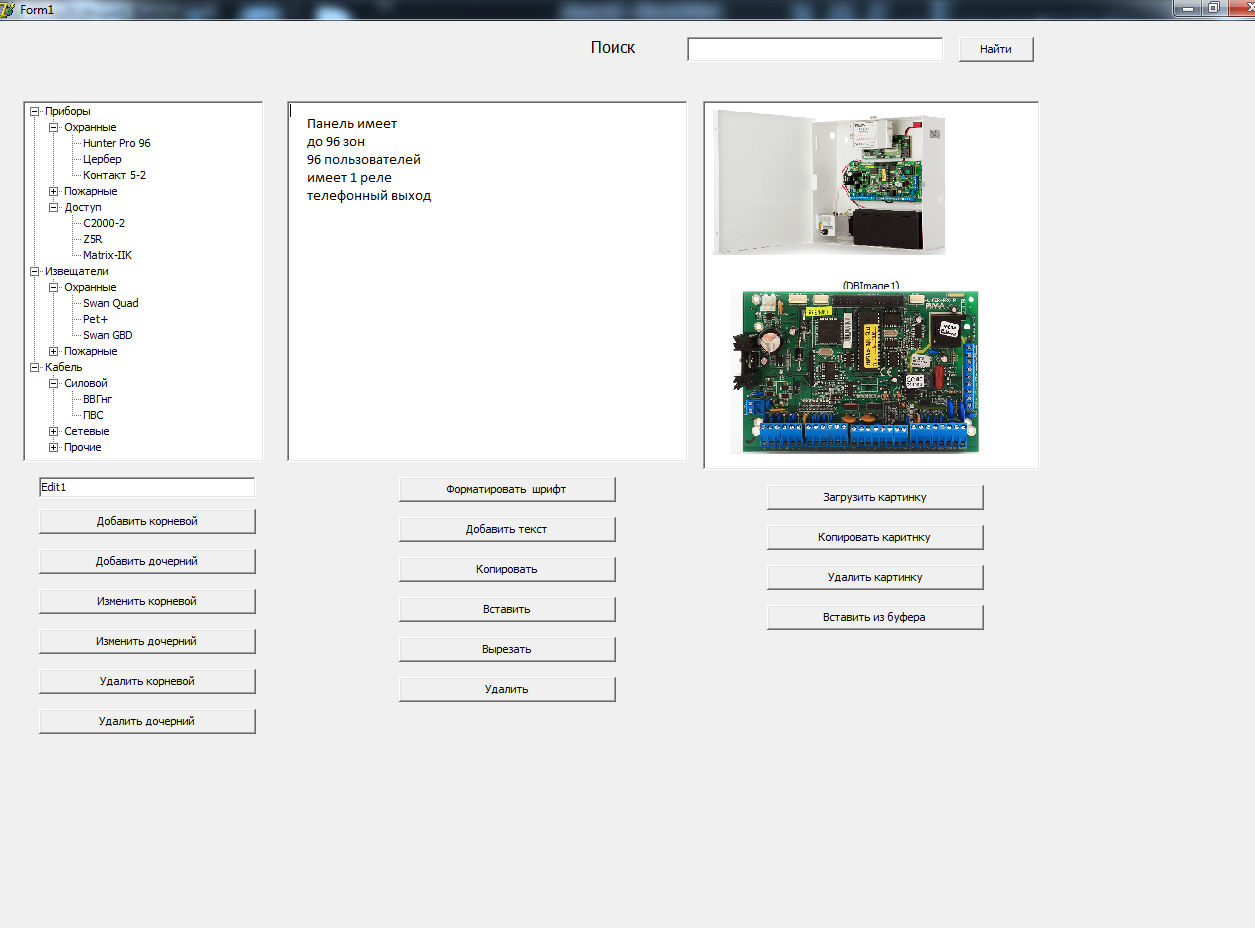 Form1
Поиск
Найти
Приборы
Охранные
Hunter Pro 96
Цербер
Контакт 5-2
Пожарные
Доступ
C2000-2
Z5R
Matrix-IIK
Извещатели
Охранные
Swan Quad
Pet+
Swan GBD
Пожарные
Кабель
Силовой
ВВГнг
ПВС
Сетевые
Прочие
Панель имеет
до 96 зон
96 пользователей
имеет 1 реле
телефонный выход
(DBImage1)
Edit1
Добавить корневой
Добавить дочерний
Изменить корневой
Изменить дочерний
Удалить корневой
Удалить дочерний
Форматировать шрифт
Добавить текст
Копировать
Вставить
Вырезать
Удалить
Загрузить картинку
Копировать каритнку
Удалить картинку
Вставить из буфера